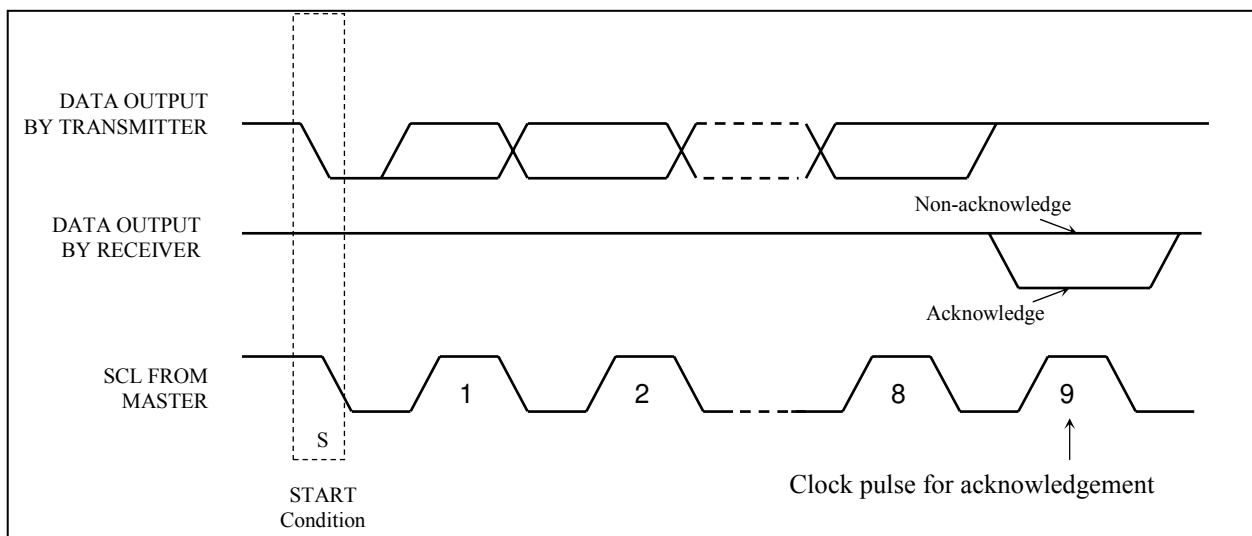 DATA OUTPUT
BY TRANSMITTER
Non-acknowledge
DATA OUTPUT
BY RECEIVER
Acknowledge
SCL FROM
MASTER
1
2
8
9
S
START
Condition
Clock pulse for acknowledgement